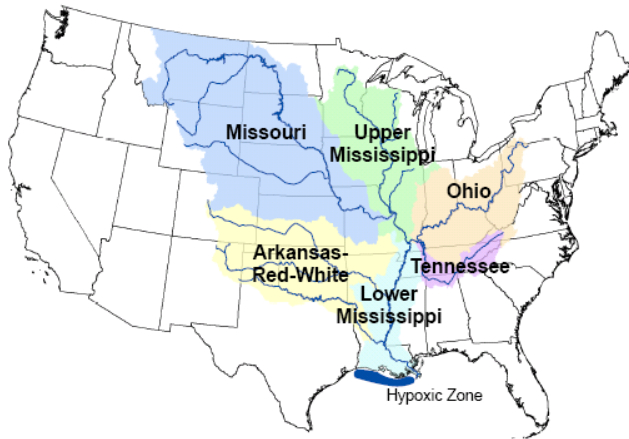 Missouri
Upper
Mississippi
Ohio
Arkansas-
Red-White
Tennessee
Lower
Mississippi
Hypoxic Zone